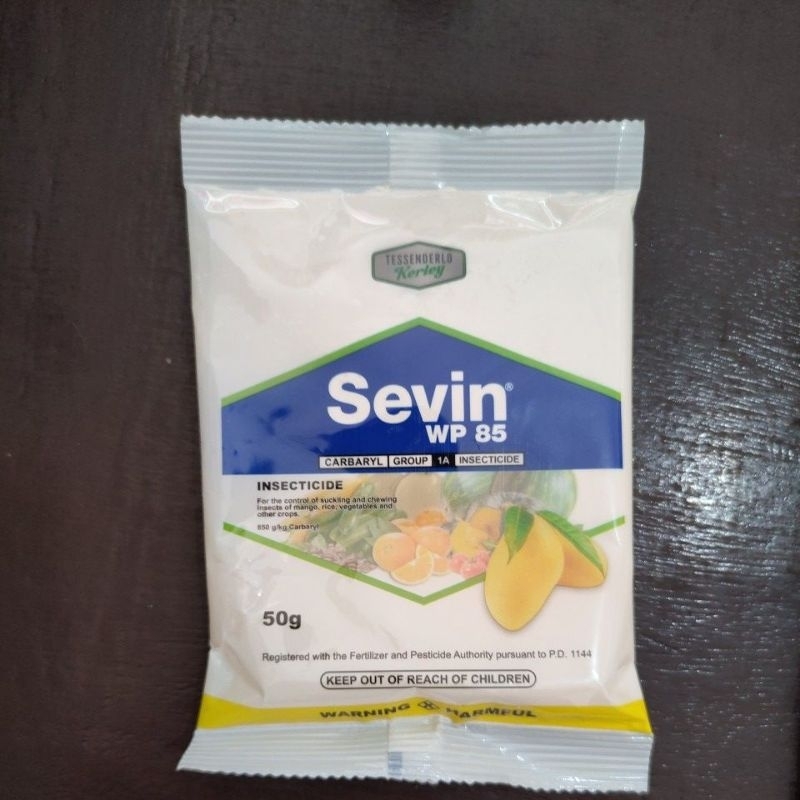 TESSENDERLO
Kerley
Sevin®
WP 85
CARBARYL GROUP 1A INSECTICIDE
INSECTICIDE
For the control of suckling and chewing
insects of mango, rice, vegetables and
other crops.
850 g/kg Carbaryl
50g
Registered with the Fertilizer and Pesticide Authority pursuant to P.D. 1144
KEEP OUT OF REACH OF CHILDREN
WARNING HARMFUL